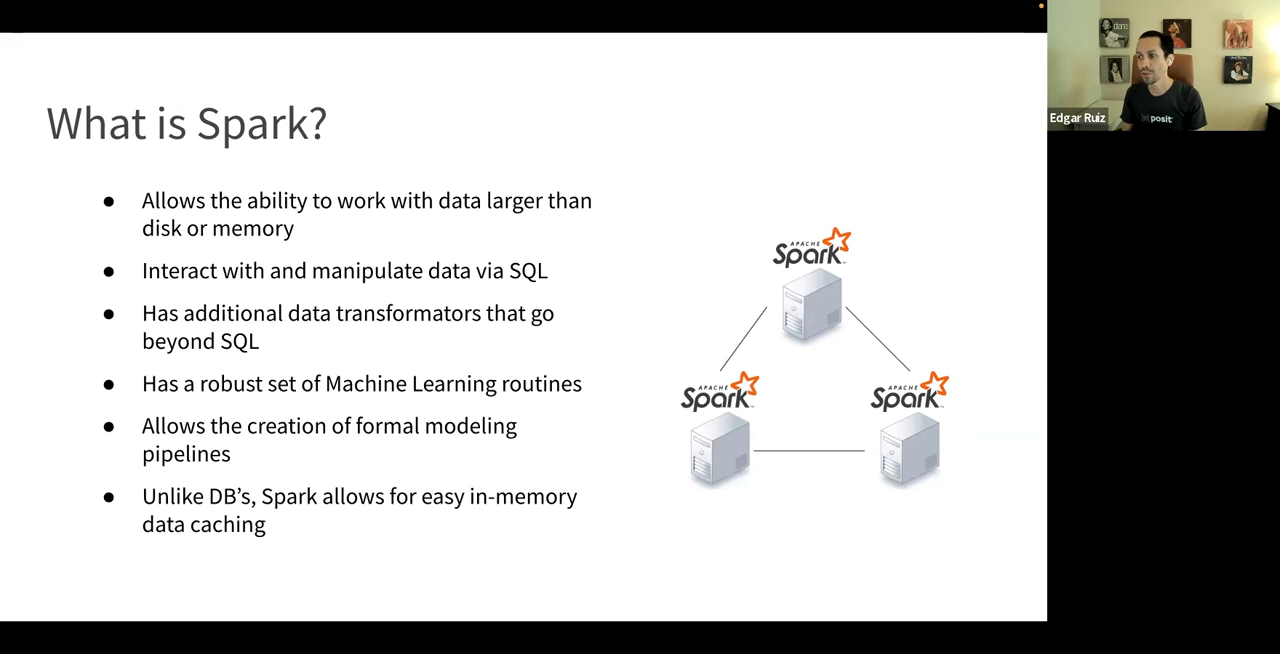 What is Spark?
● Allows the ability to work with data larger than
disk or memory
● Interact with and manipulate data via SQL
● Has additional data transformators that go
beyond SQL
● Has a robust set of Machine Learning routines
● Allows the creation of formal modeling
pipelines
● Unlike DB's, Spark allows for easy in-memory
data caching
APACHE
Spark™
APACHE
Spark™
APACHE
Spark™
posit
Edgar Ruiz